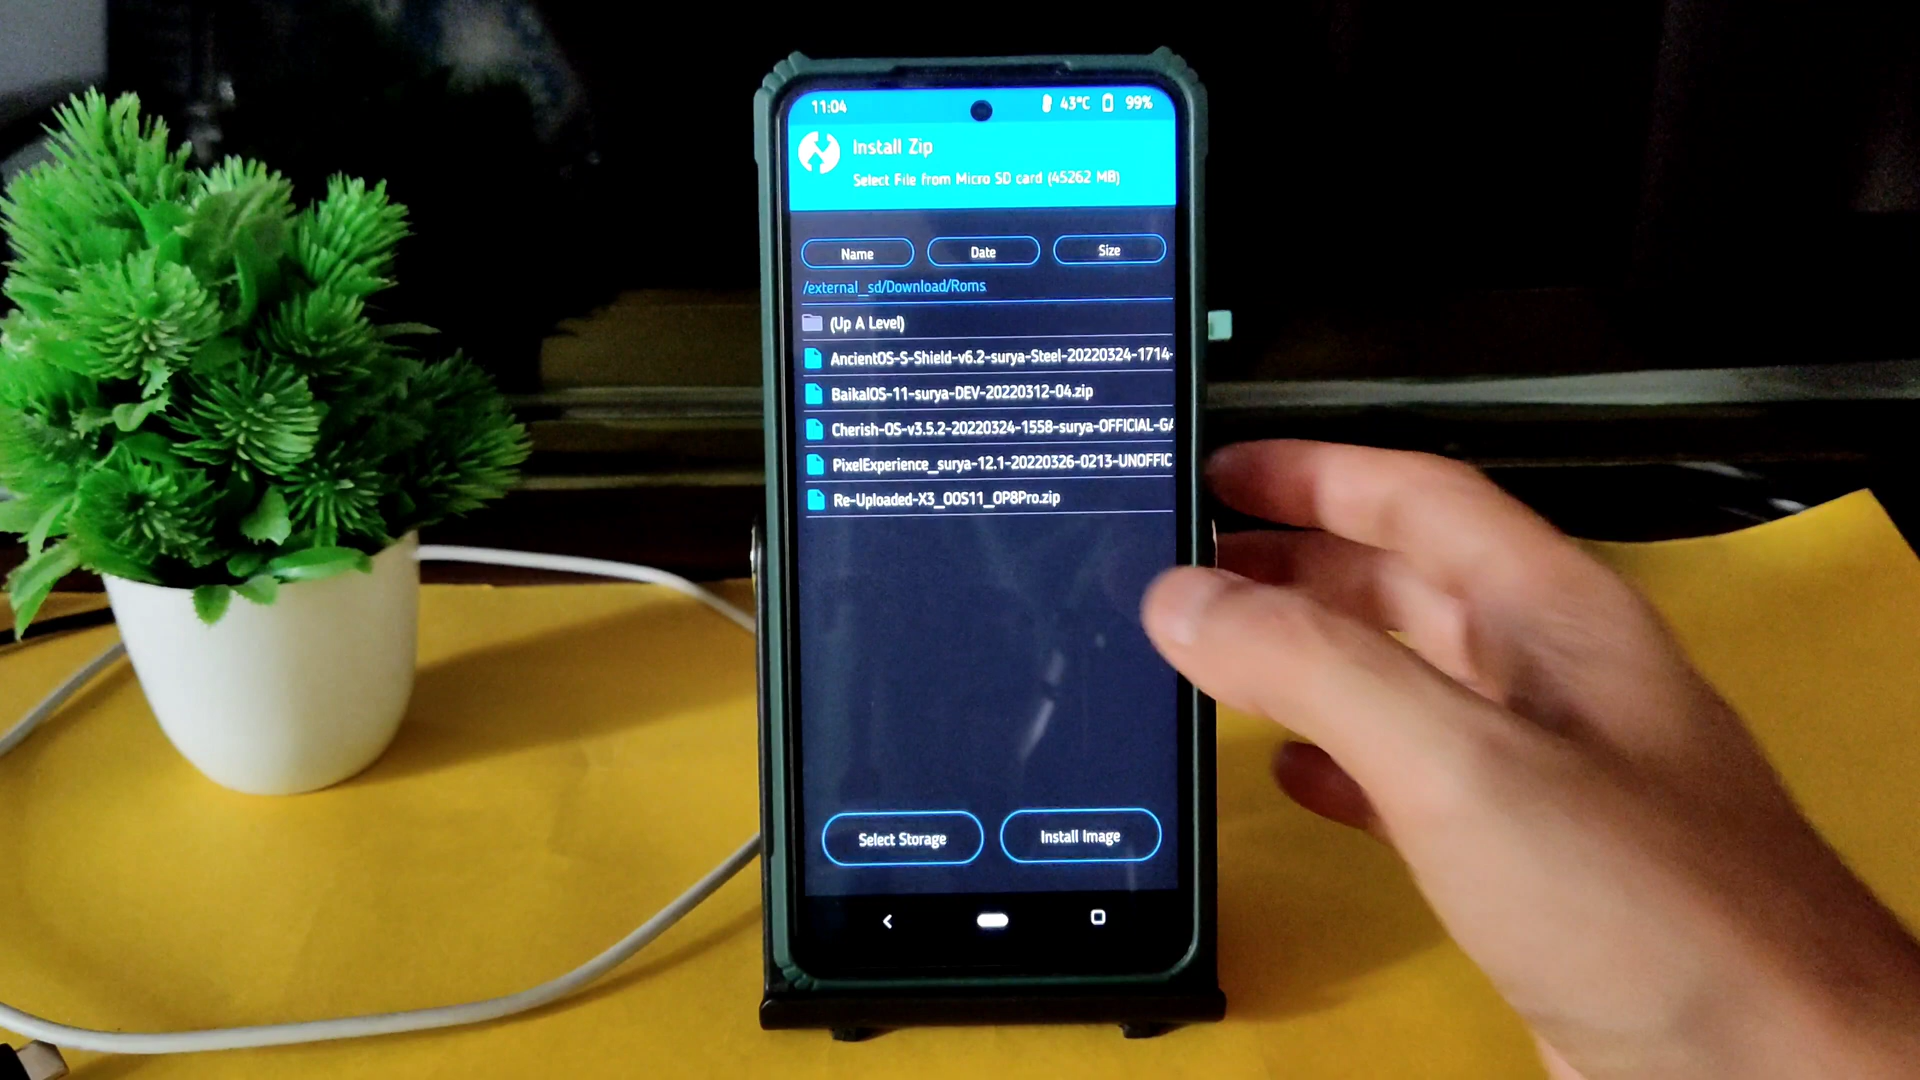 11:04 43°C 99%
Install Zip
Select File from Micro SD card (45262 MB)
Name Date Size
/external_sd/Download/Roms
(Up A Level)
AncientOS-S-Shield-v6.2-surya-Steel-20220324-1714-
BaikalOS-11-surya-DEV-20220312-04.zip
Cherish-OS-v3.5.2-20220324-1558-surya-OFFICIAL-GA
PixelExperience_surya-12.1-20220326-0213-UNOFFIC
Re-Uploaded-X3_OOS11_OP8Pro.zip
Select Storage Install Image